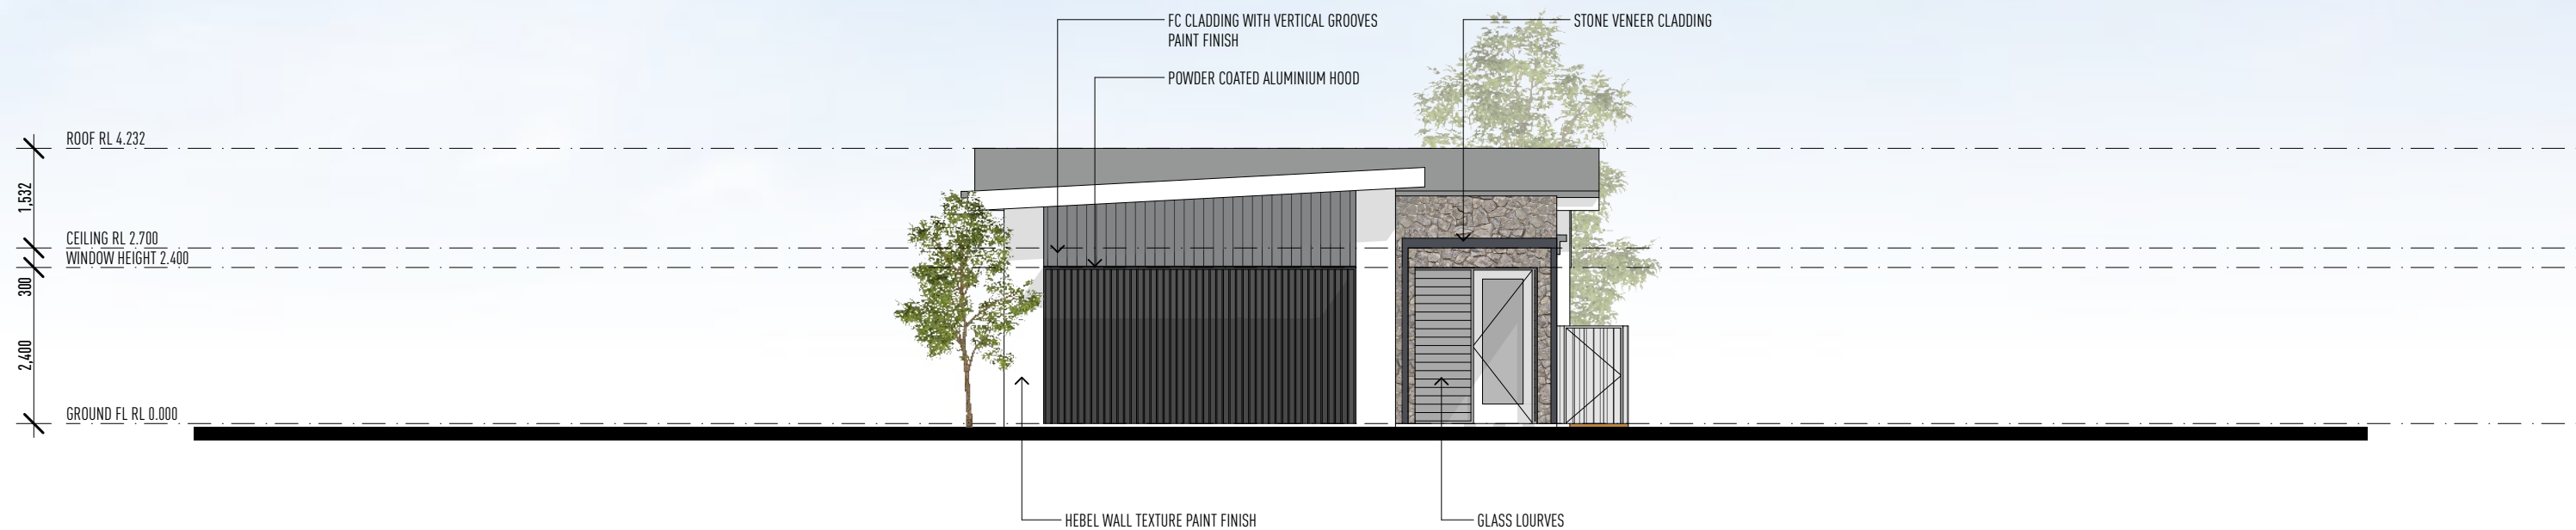 FC CLADDING WITH VERTICAL GROOVES
PAINT FINISH
STONE VENEER CLADDING
POWDER COATED ALUMINIUM HOOD
ROOF RL 4.232
1,532
CEILING RL 2.700
WINDOW HEIGHT 2.400
300
2,400
GROUND FL RL 0.000
HEBEL WALL TEXTURE PAINT FINISH
GLASS LOURVES